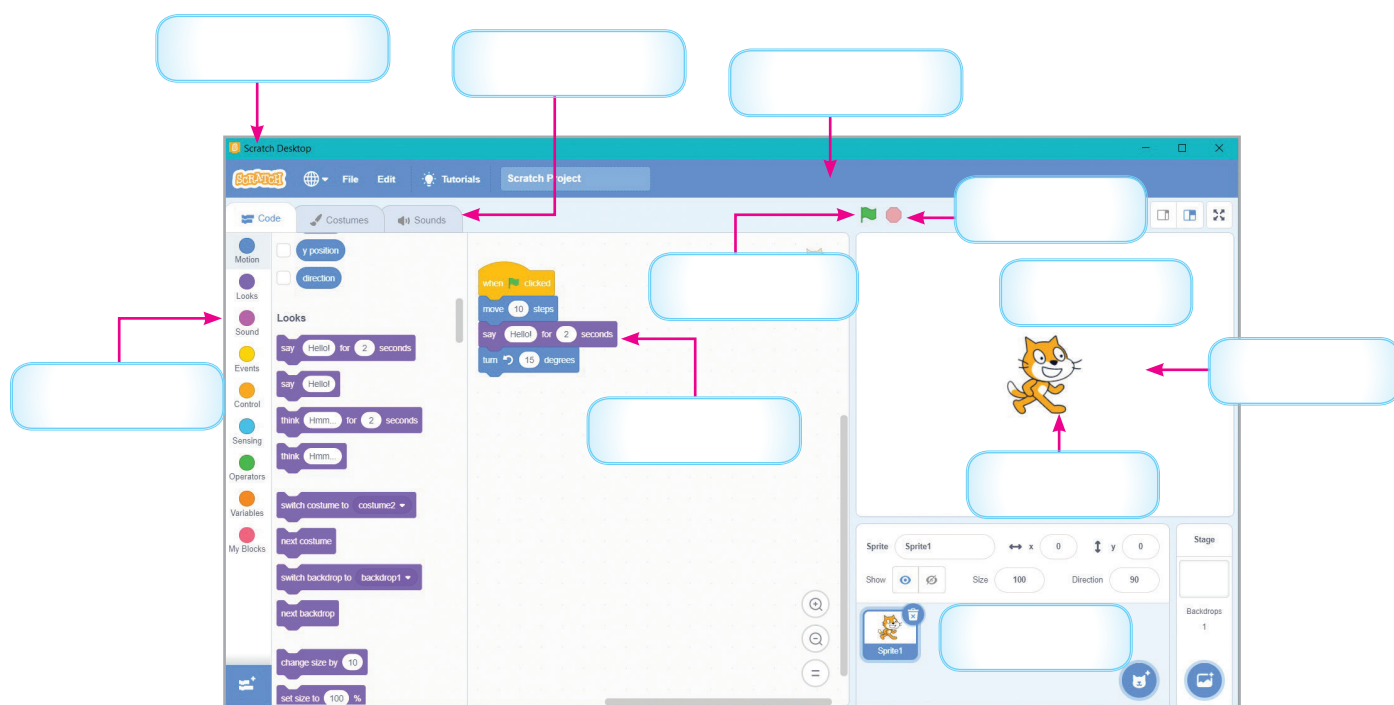 Scratch Desktop
SCRATCH File Edit Tutorials Scratch Project
Code Costumes Sounds
Motion
Looks
Sound
Events
Control
Sensing
Operators
Variables
My Blocks
y position
direction
Looks
say Hello! for 2 seconds
say Hello!
think Hmm... for 2 seconds
think Hmm...
switch costume to costume2
next costume
switch backdrop to backdrop1
next backdrop
change size by 10
set size to 100 %
when clicked
move 10 steps
say Hello! for 2 seconds
turn 15 degrees
Sprite Sprite1 x 0 y 0
Show Size 100 Direction 90
Sprite1
Stage
Backdrops
1